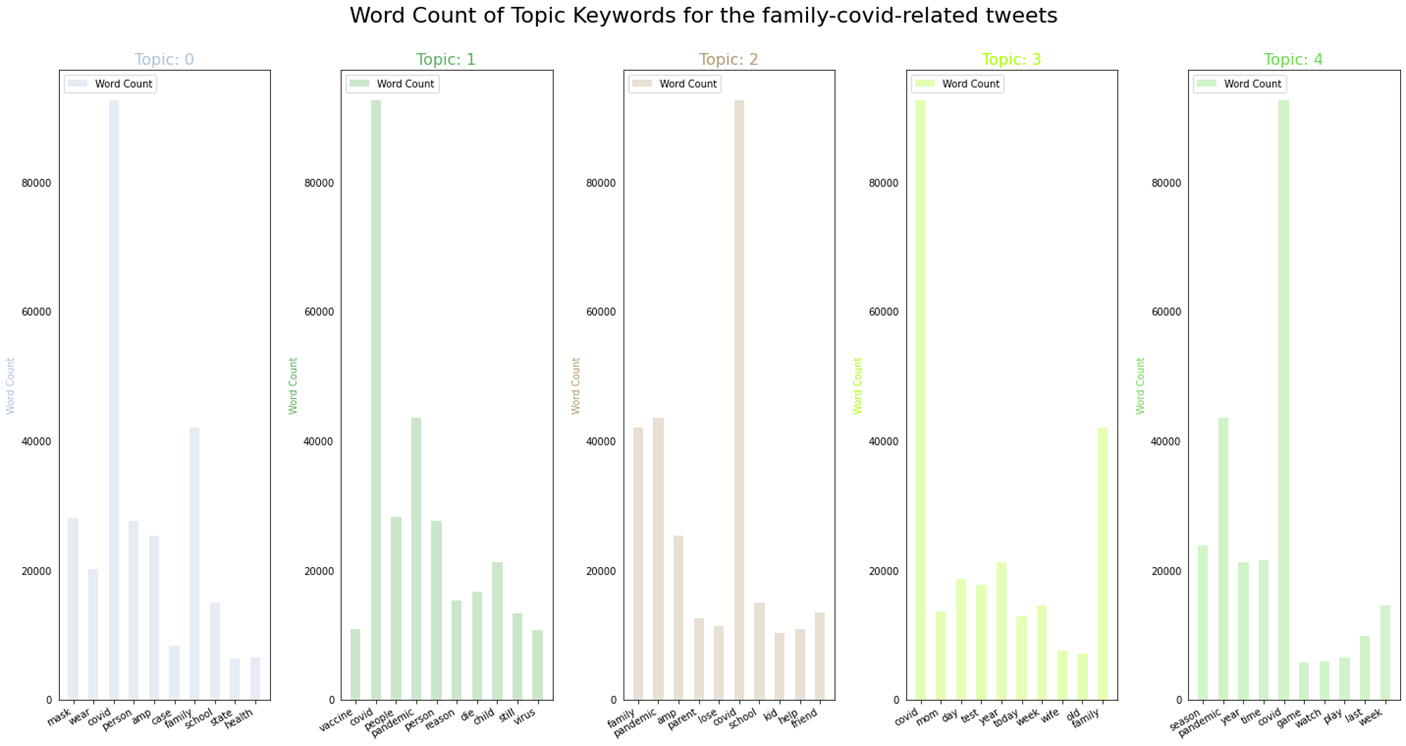 Word Count of Topic Keywords for the family-covid-related tweets
Topic: 0
Word Count
80000
60000
40000
20000
0
Word Count
mask
wear
covid
person
amp
case
family
school
state
health
Topic: 1
Word Count
80000
60000
40000
20000
0
Word Count
vaccine
covid
people
pandemic
person
reason
die
child
still
virus
Topic: 2
Word Count
80000
60000
40000
20000
0
Word Count
family
pandemic
amp
parent
lose
covid
school
kid
help
friend
Topic: 3
Word Count
80000
60000
40000
20000
0
Word Count
covid
mom
day
test
year
today
week
wife
old
family
Topic: 4
Word Count
80000
60000
40000
20000
0
Word Count
season
pandemic
year
time
covid
game
watch
play
last
week